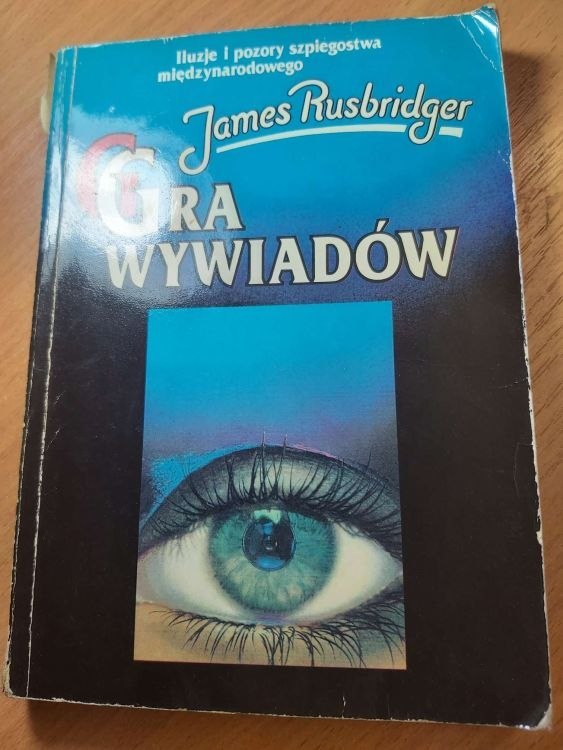 Iluzje i pozory szpiegostwa
międzynarodowego
James Rusbridger
GRA
WYWIADÓW